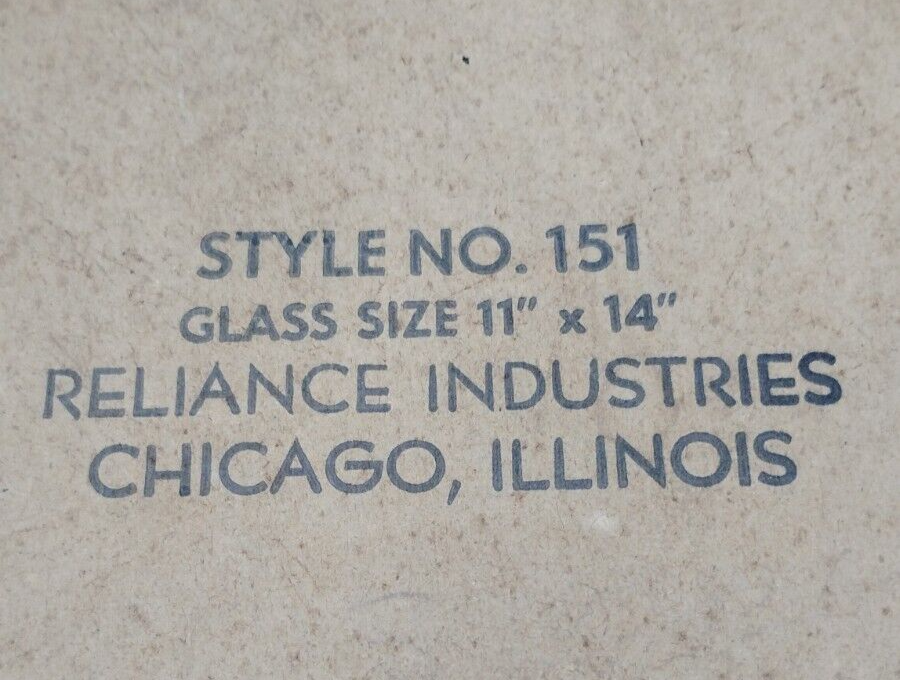 STYLE NO. 151
GLASS SIZE 11" x 14"
RELIANCE INDUSTRIES
CHICAGO, ILLINOIS